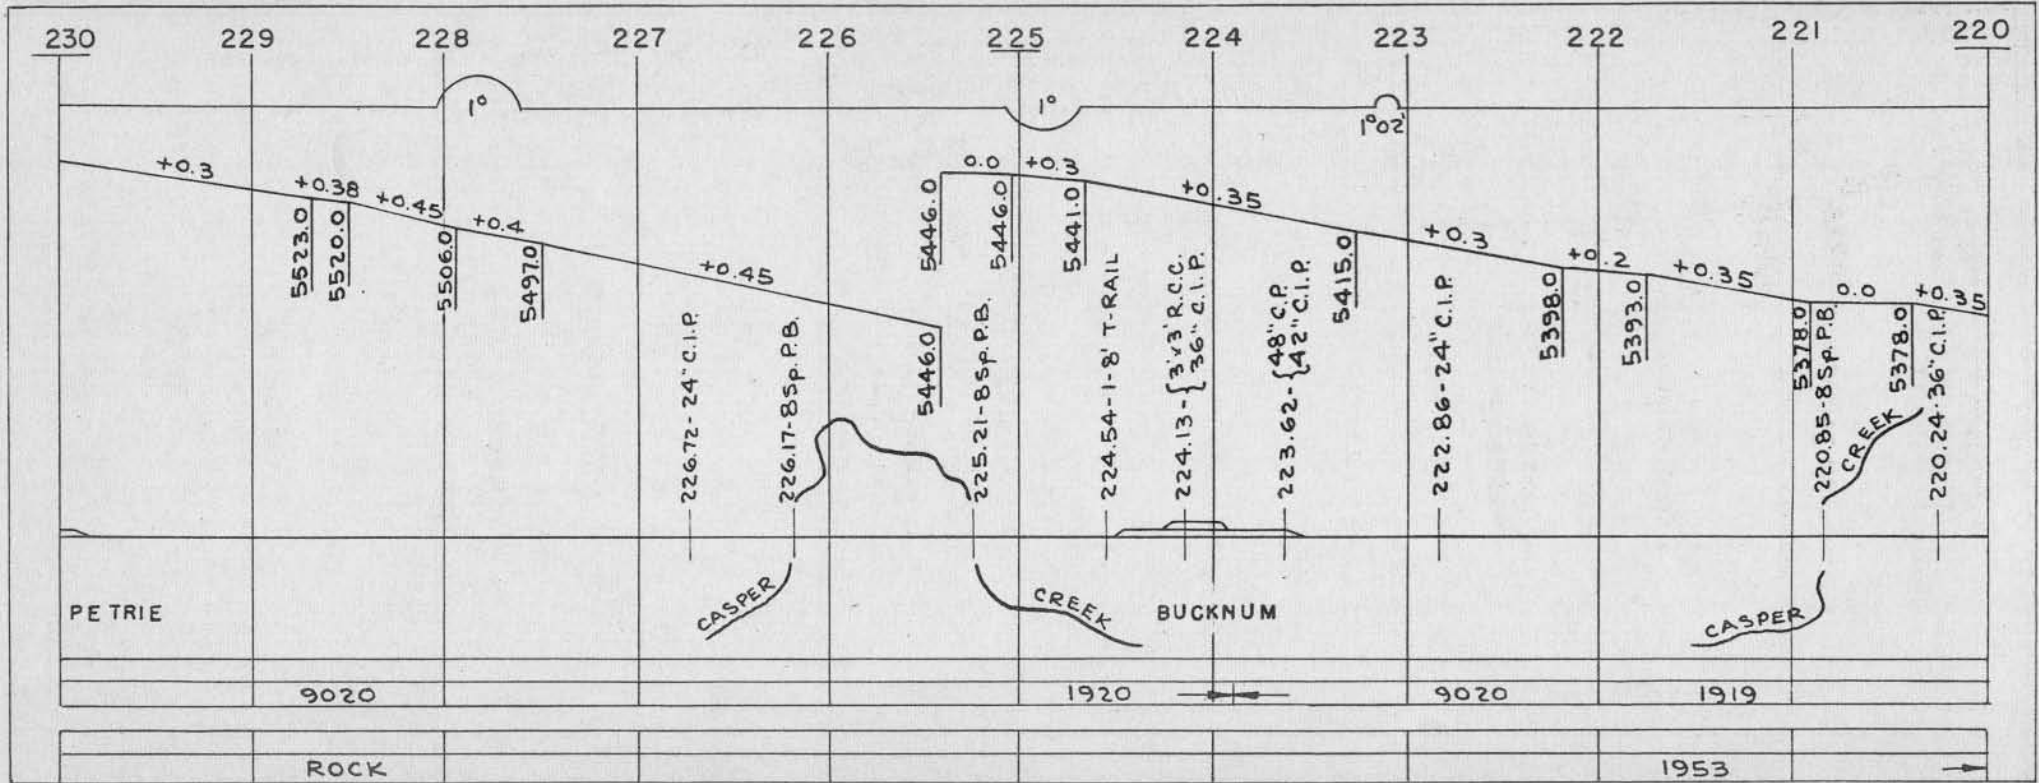 230 229 228 227 226 225 224 223 222 221 220
1° 1° 1°02'
+0.3 +0.38 +0.45 +0.4 +0.45 0.0 +0.3 +0.35 +0.3 +0.2 +0.35 0.0 +0.35
5523.0
5520.0
5506.0
5497.0
5446.0
5446.0
5446.0
5441.0
5415.0
5398.0
5393.0
5378.0
5378.0
226.72-24" C.I.P.
226.17-8 Sp. P.B.
225.21-8 Sp. P.B.
224.54-1-8' T-RAIL
224.13-{3'x3' R.C.C.
36" C.I.P.
223.62-{48" C.P.
42" C.I.P.
222.86-24" C.I.P.
220.85-8 Sp. P.B.
220.24-36" C.I.P.
CREEK
PETRIE
CASPER
CREEK
BUCKNUM
CASPER
9020 1920 9020 1919
ROCK 1953